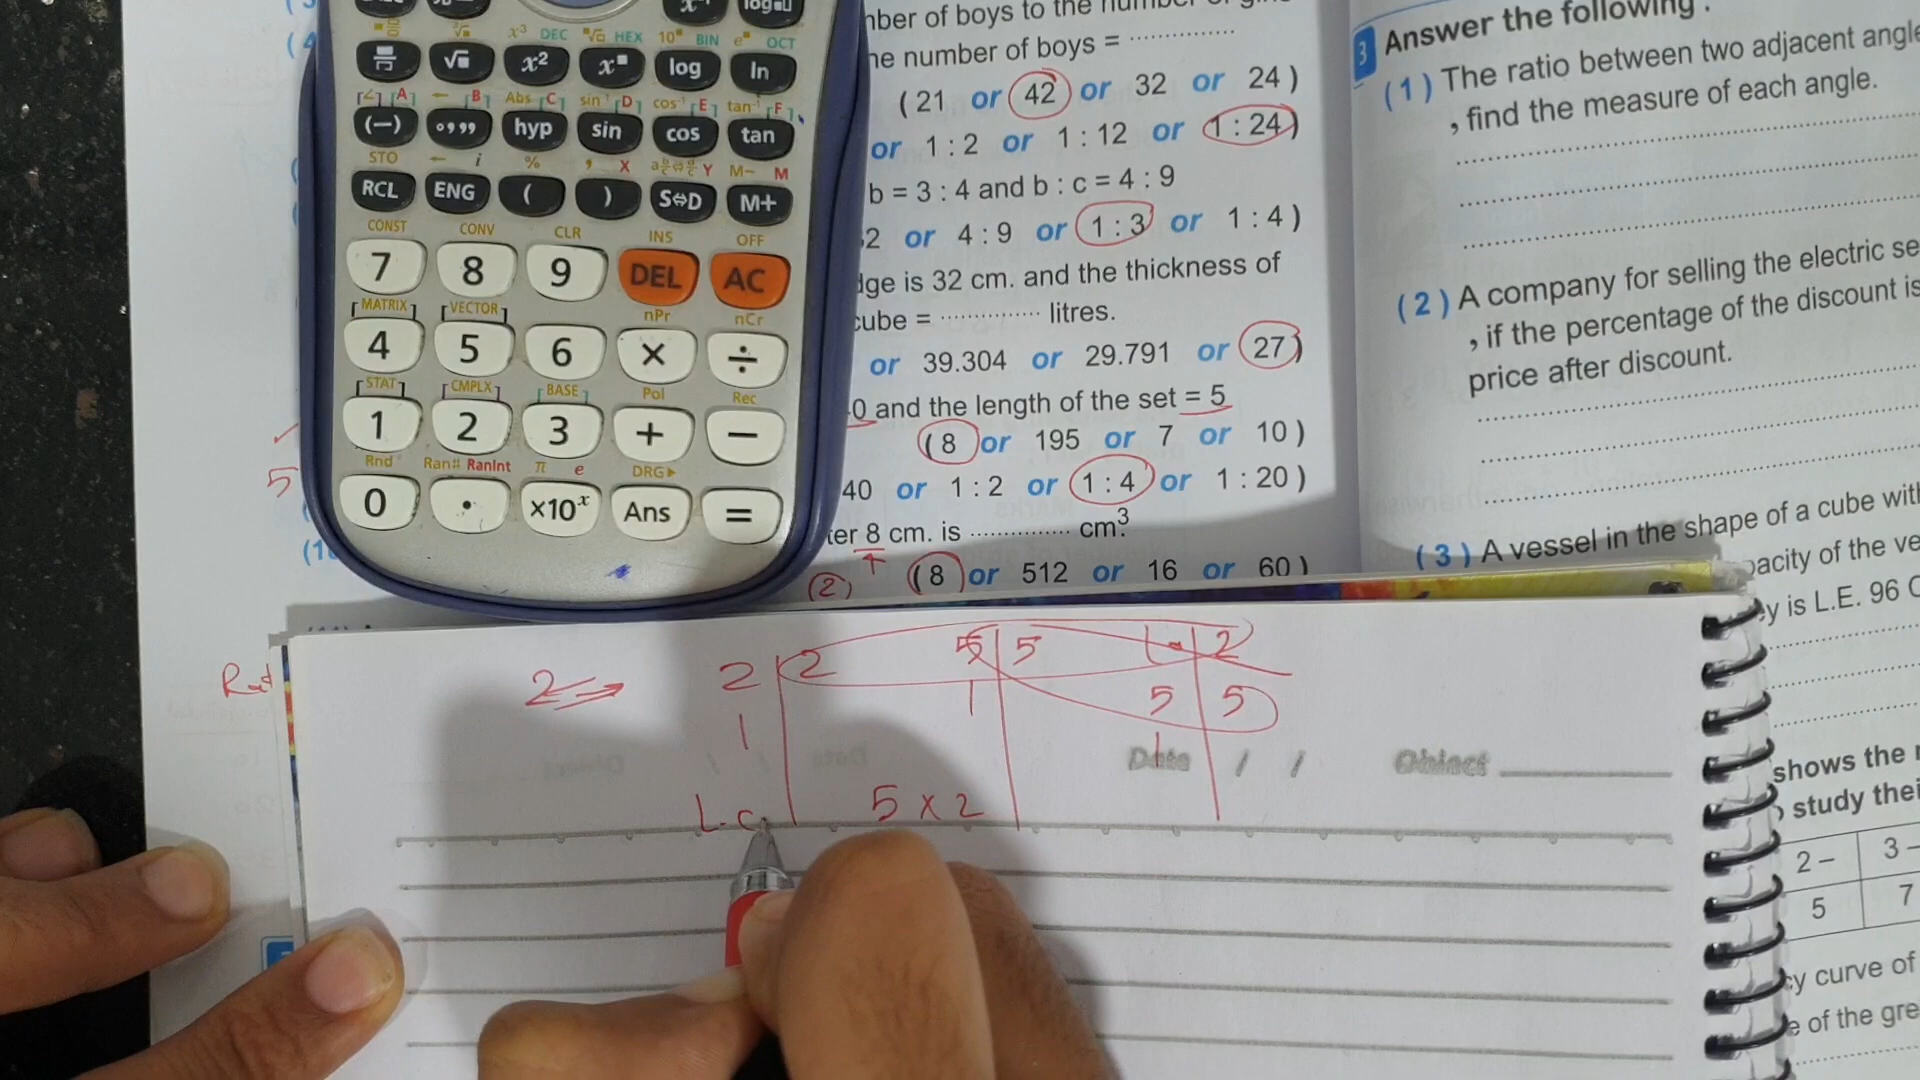 nber of boys to the number
ne number of boys = ..............
(21 or 42 or 32 or 24)
or 1 : 2 or 1 : 12 or 1 : 24)
b = 3 : 4 and b : c = 4 : 9
2 or 4 : 9 or 1 : 3 or 1 : 4)
dge is 32 cm. and the thickness of
cube = .............. litres.
or 39.304 or 29.791 or 27)
0 and the length of the set = 5
(8 or 195 or 7 or 10)
40 or 1 : 2 or 1 : 4 or 1 : 20)
ter 8 cm. is .............. cm³.
(2)
(8 or 512 or 16 or 60)
3 Answer the following :
(1) The ratio between two adjacent angle
, find the measure of each angle.
(2) A company for selling the electric se
, if the percentage of the discount is
price after discount.
(3) A vessel in the shape of a cube with
pacity of the ve
ey is L.E. 96
shows the
study thei
2 – 3 –
5 7
cy curve of
e of the gre
x³ DEC HEX 10 BIN e OCT
x² log ln
[A] [B] Abs [C] sin⁻¹ [D] cos⁻¹ [E] tan⁻¹ [F]
(−) °,,, hyp sin cos tan
STO ← i % , X Y M− M
RCL ENG ( ) S⇔D M+
CONST CONV CLR INS OFF
7 8 9 DEL AC
[MATRIX] [VECTOR] nPr nCr
4 5 6 × ÷
[STAT] [CMPLX] [BASE] Pol Rec
1 2 3 + −
Rnd Ran# RanInt π e DRG▶
0 . ×10ˣ Ans =
5
2 ⇒ 2 2 5 5 2
1 1 5 5
Date / / Object
L.C. 5 × 2